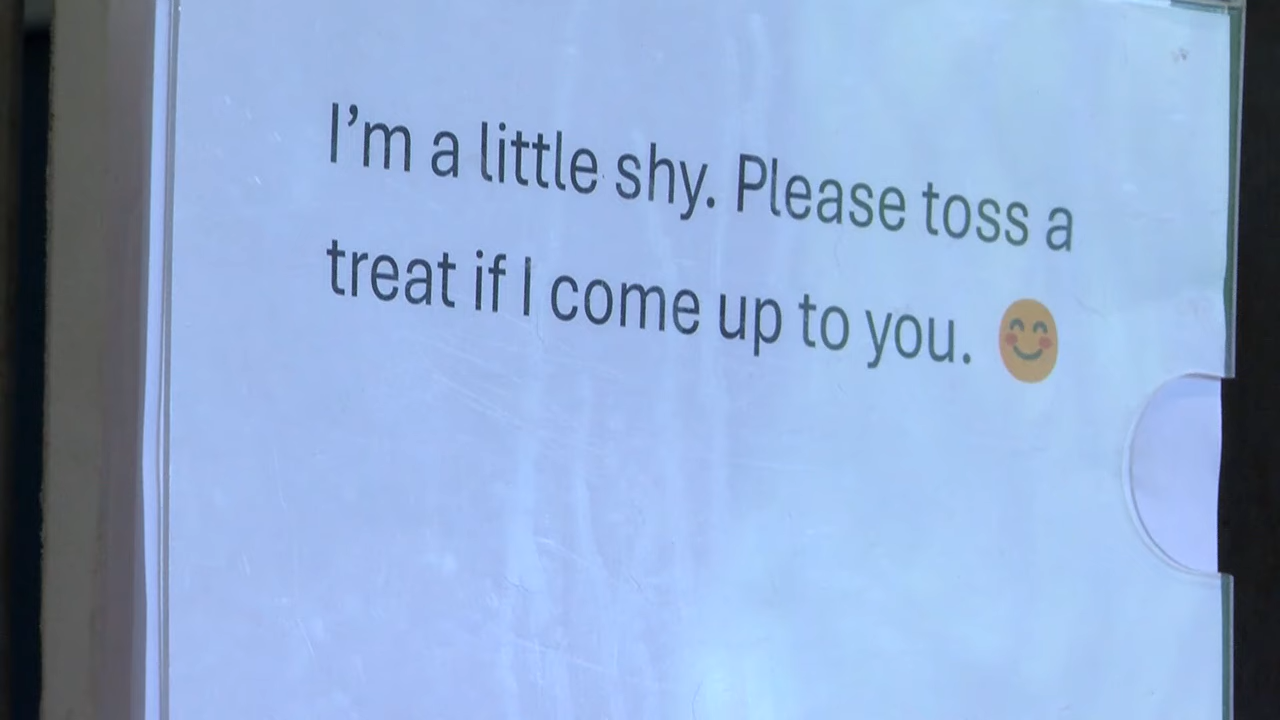 I’m a little shy. Please toss a
treat if I come up to you. 😊